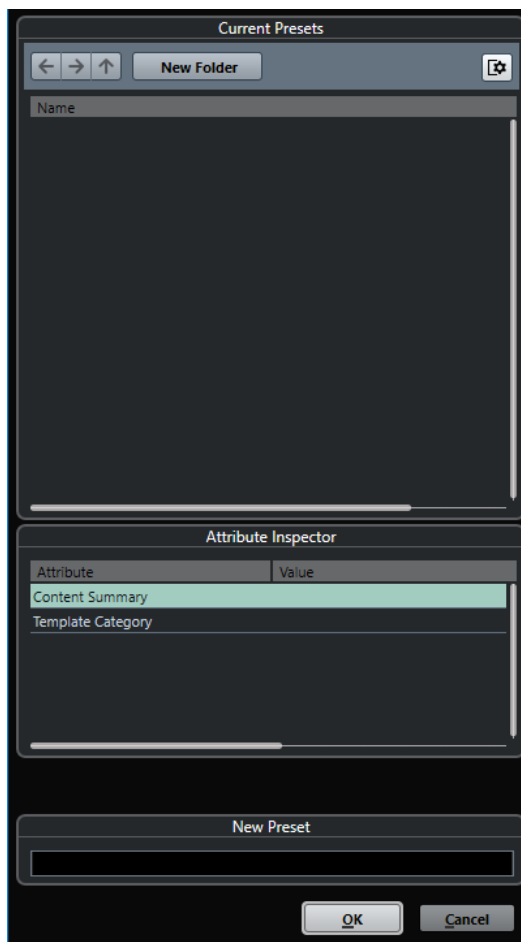 Current Presets
New Folder
Name
Attribute Inspector
Attribute Value
Content Summary
Template Category
New Preset
OK Cancel